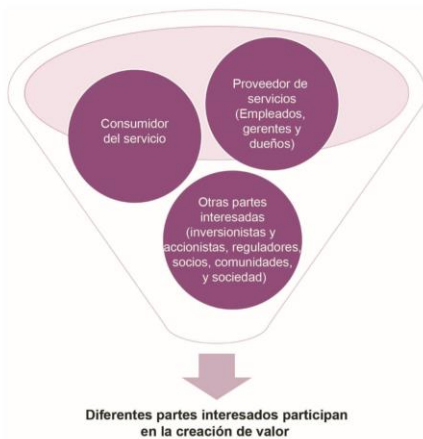 Proveedor de
servicios
(Empleados,
gerentes y
dueños)
Consumidor
del servicio
Otras partes
interesadas
(inversionistas y
accionistas, reguladores,
socios, comunidades,
y sociedad)
Diferentes partes interesados participan
en la creación de valor